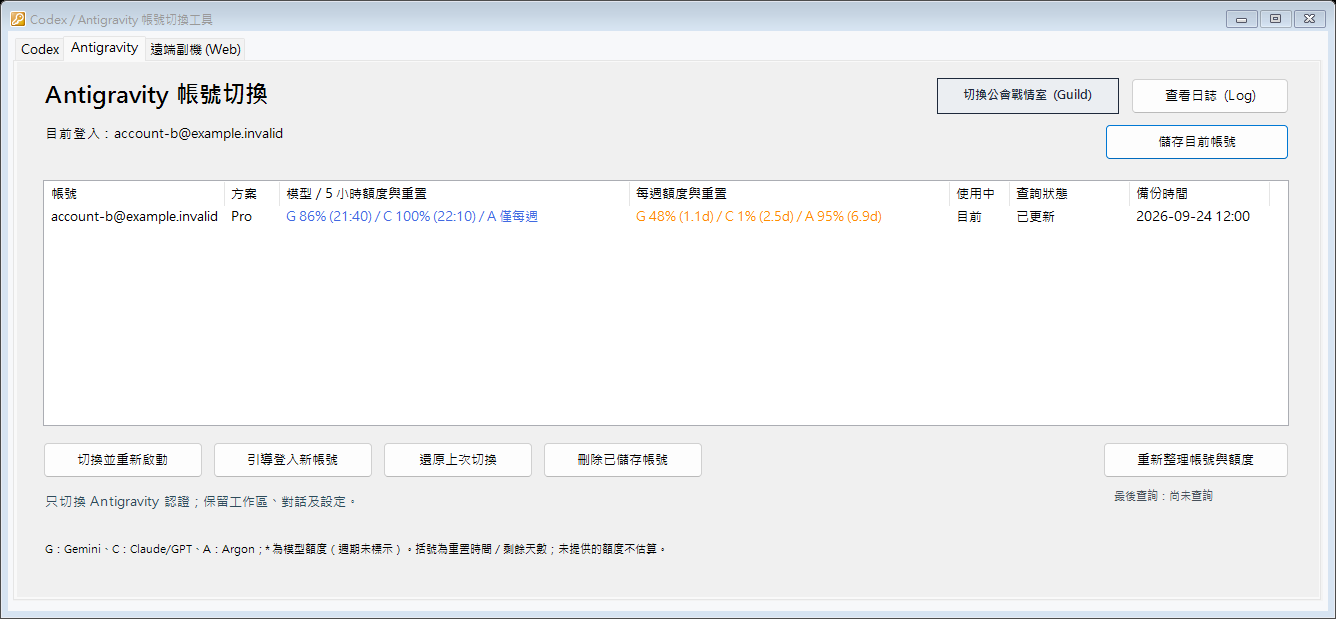 Codex / Antigravity 帳號切換工具
Codex Antigravity 遠端副機 (Web)
Antigravity 帳號切換
切換公會戰情室 (Guild) 查看日誌 (Log)
目前登入：account-b@example.invalid
儲存目前帳號
帳號 方案 模型 / 5 小時額度與重置 每週額度與重置 使用中 查詢狀態 備份時間
account-b@example.invalid Pro G 86% (21:40) / C 100% (22:10) / A 僅每週 G 48% (1.1d) / C 1% (2.5d) / A 95% (6.9d) 目前 已更新 2026-09-24 12:00
切換並重新啟動 引導登入新帳號 還原上次切換 刪除已儲存帳號 重新整理帳號與額度
只切換 Antigravity 認證；保留工作區、對話及設定。
最後查詢：尚未查詢
G：Gemini、C：Claude/GPT、A：Argon；* 為模型額度（週期未標示）。括號為重置時間 / 剩餘天數；未提供的額度不估算。